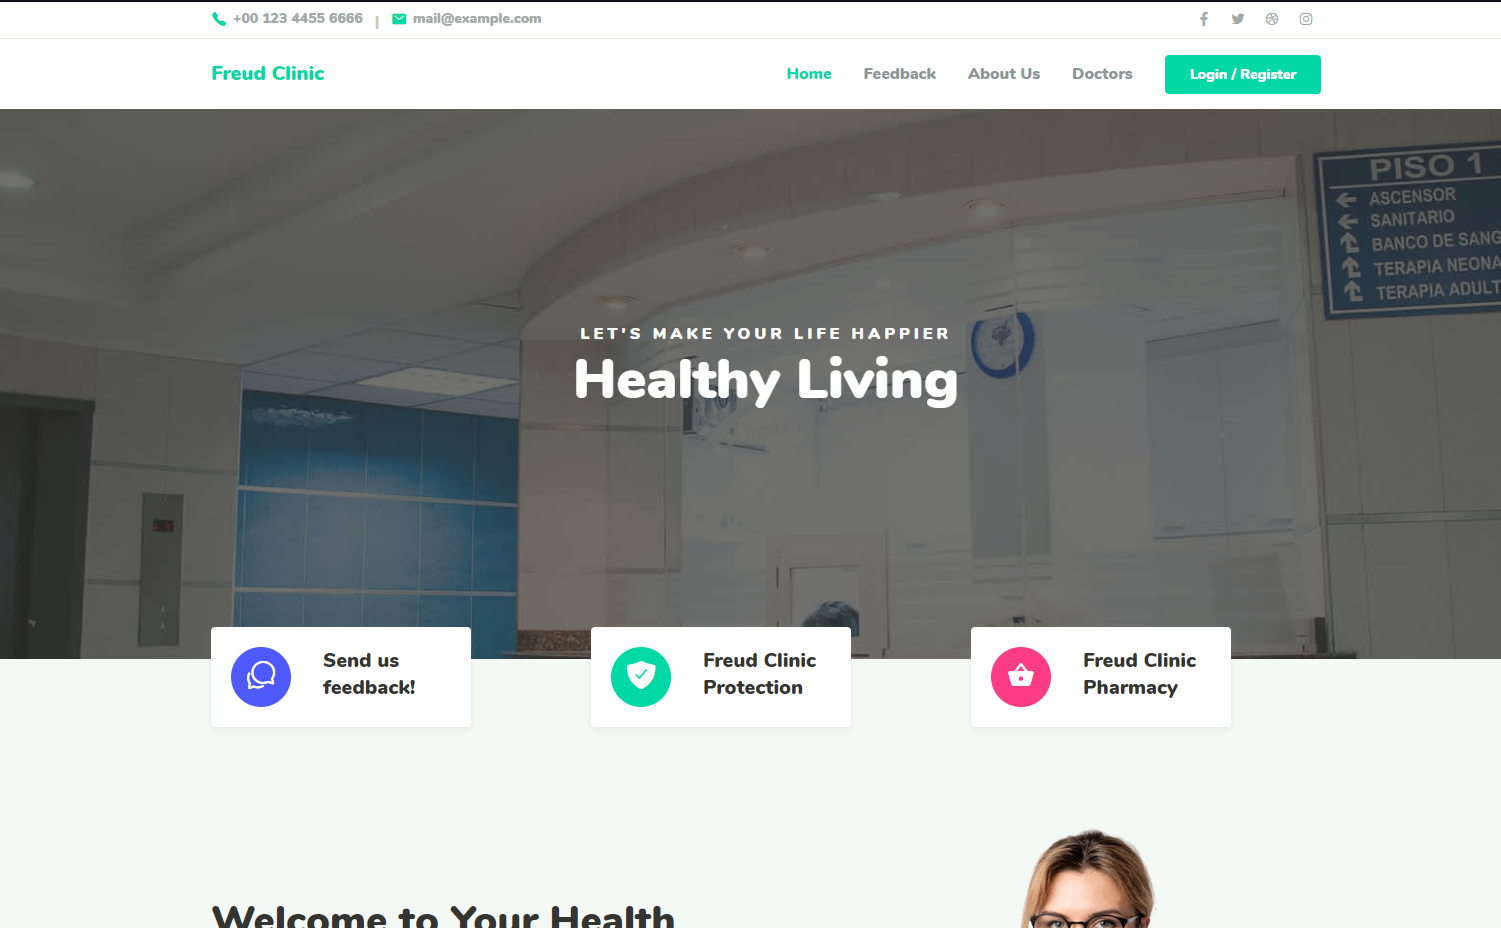 +00 123 4455 6666 | mail@example.com
Freud Clinic
Home Feedback About Us Doctors Login / Register
PISO 1
ASCENSOR
SANITARIO
BANCO DE SANG
TERAPIA NEONA
TERAPIA ADULT
LET'S MAKE YOUR LIFE HAPPIER
Healthy Living
Send us
feedback!
Freud Clinic
Protection
Freud Clinic
Pharmacy
Welcome to Your Health